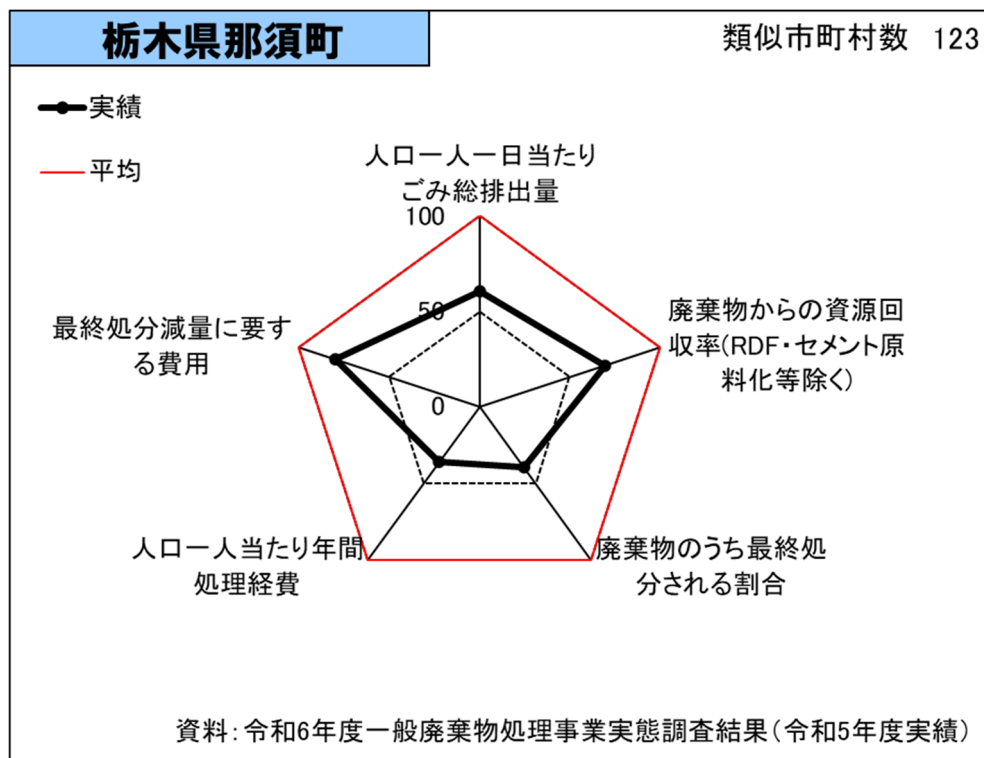 栃木県那須町
類似市町村数 123
実績
平均
人口一人一日当たり
ごみ総排出量
100
50
0
廃棄物からの資源回
収率(RDF・セメント原
料化等除く)
最終処分減量に要す
る費用
人口一人当たり年間
処理経費
廃棄物のうち最終処
分される割合
資料:令和6年度一般廃棄物処理事業実態調査結果(令和5年度実績)